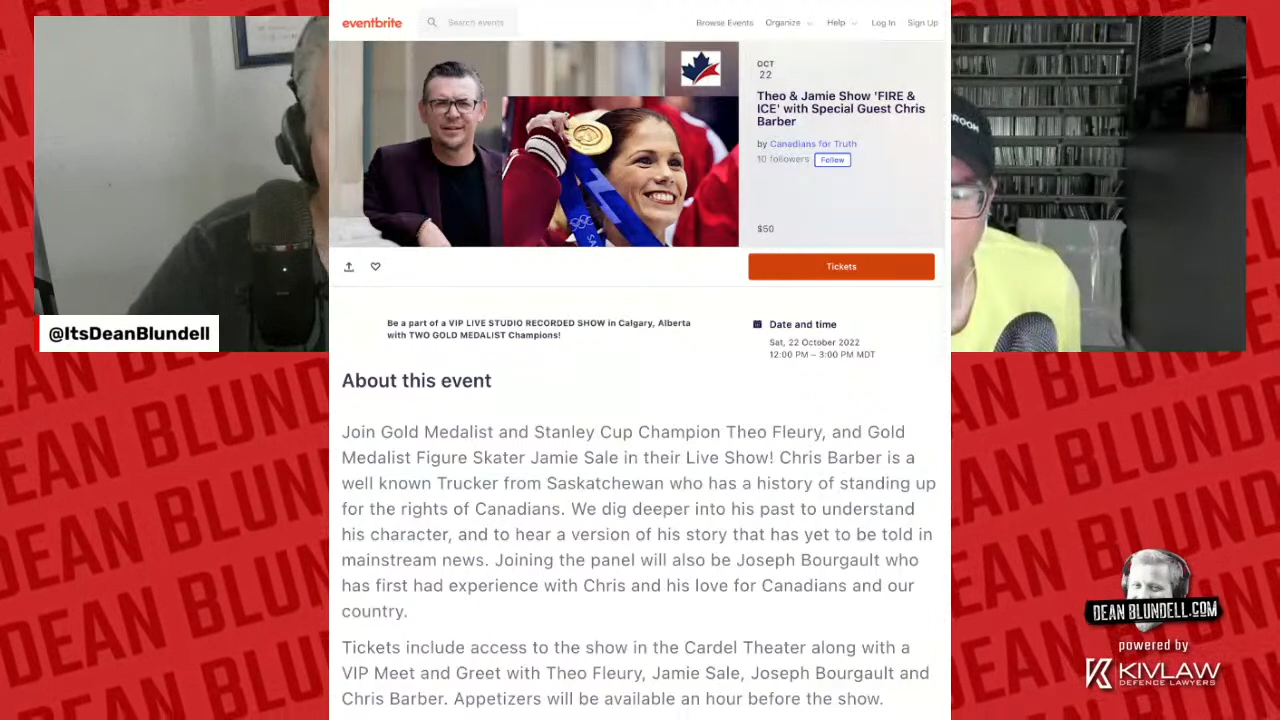 eventbrite
Search events
Browse Events
Organize
Help
Log In
Sign Up
OCT
22
Theo & Jamie Show 'FIRE &
ICE' with Special Guest Chris
Barber
by Canadians for Truth
10 followers
Follow
$50
Tickets
@ItsDeanBlundell
Be a part of a VIP LIVE STUDIO RECORDED SHOW in Calgary, Alberta
with TWO GOLD MEDALIST Champions!
Date and time
Sat, 22 October 2022
12:00 PM – 3:00 PM MDT
About this event
Join Gold Medalist and Stanley Cup Champion Theo Fleury, and Gold
Medalist Figure Skater Jamie Sale in their Live Show! Chris Barber is a
well known Trucker from Saskatchewan who has a history of standing up
for the rights of Canadians. We dig deeper into his past to understand
his character, and to hear a version of his story that has yet to be told in
mainstream news. Joining the panel will also be Joseph Bourgault who
has first had experience with Chris and his love for Canadians and our
country.
Tickets include access to the show in the Cardel Theater along with a
VIP Meet and Greet with Theo Fleury, Jamie Sale, Joseph Bourgault and
Chris Barber. Appetizers will be available an hour before the show.
DEAN BLUNDELL.COM
powered by
KIVLAW
DEFENCE LAWYERS
DEAN BLUNDELL